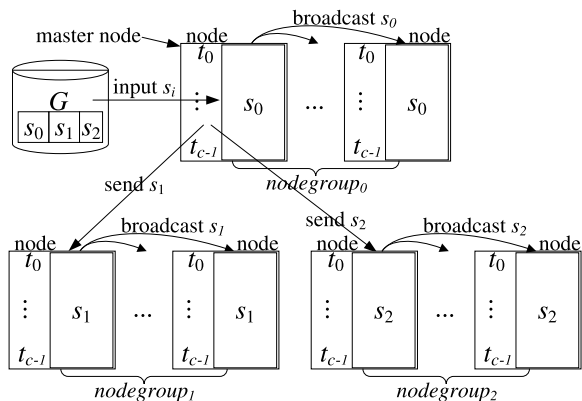 broadcast s0
master node
node
node
t0
t0
G
input si
s0
s0
s0 s1 s2
...
tc-1
tc-1
nodegroup0
send s1
send s2
broadcast s1
broadcast s2
node
node
node
node
t0
t0
t0
t0
s1
...
s1
s2
...
s2
tc-1
tc-1
tc-1
tc-1
nodegroup1
nodegroup2